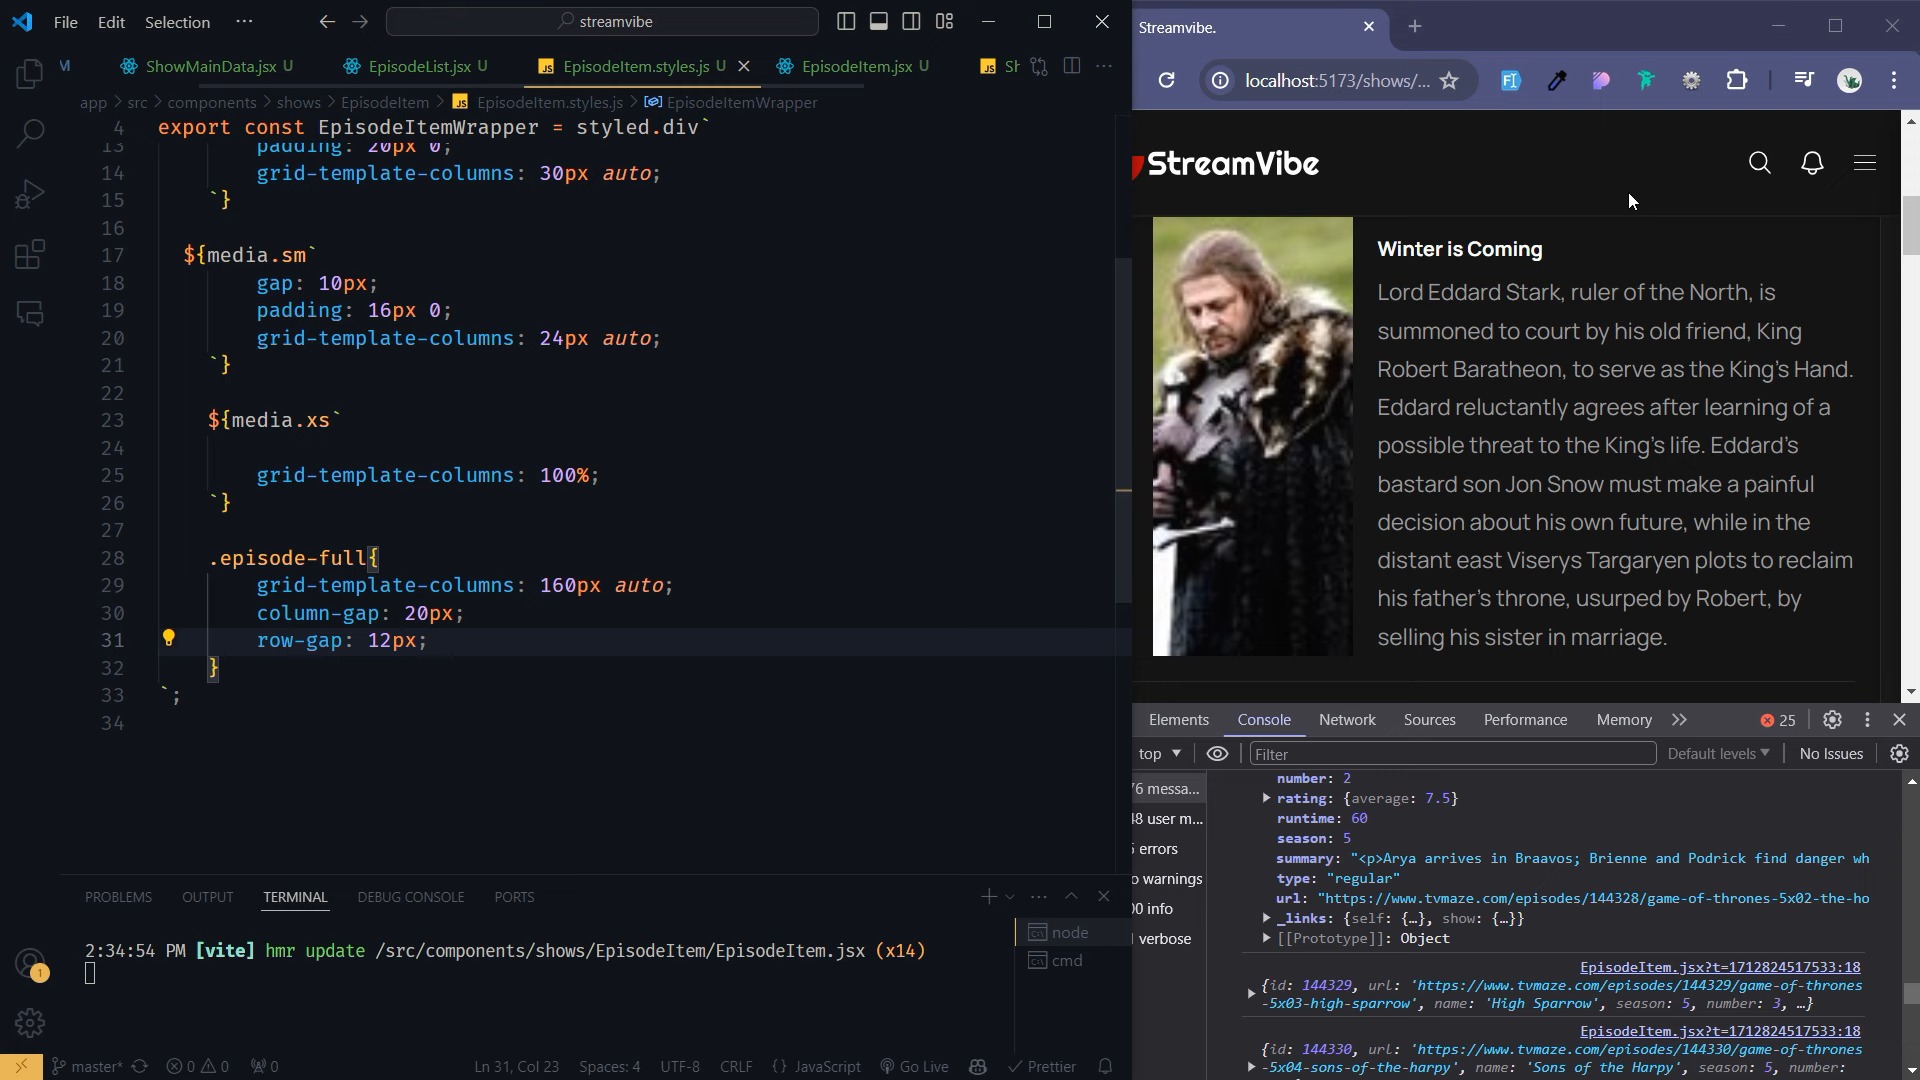 File Edit Selection ··· streamvibe
M ShowMainData.jsx U EpisodeList.jsx U EpisodeItem.styles.js U EpisodeItem.jsx U Sh
app > src > components > shows > EpisodeItem > EpisodeItem.styles.js > EpisodeItemWrapper
4 export const EpisodeItemWrapper = styled.div`
13 padding: 20px 0;
14 grid-template-columns: 30px auto;
15 `}
16
17 ${media.sm`
18 gap: 10px;
19 padding: 16px 0;
20 grid-template-columns: 24px auto;
21 `}
22
23 ${media.xs`
24
25 grid-template-columns: 100%;
26 `}
27
28 .episode-full{
29 grid-template-columns: 160px auto;
30 column-gap: 20px;
31 row-gap: 12px;
32 }
33 `;
34
PROBLEMS OUTPUT TERMINAL DEBUG CONSOLE PORTS
2:34:54 PM [vite] hmr update /src/components/shows/EpisodeItem/EpisodeItem.jsx (x14)
node
cmd
1
master* 0 0 0 Ln 31, Col 23 Spaces: 4 UTF-8 CRLF {} JavaScript Go Live Prettier
Streamvibe.
localhost:5173/shows/...
StreamVibe
Winter is Coming
Lord Eddard Stark, ruler of the North, is
summoned to court by his old friend, King
Robert Baratheon, to serve as the King's Hand.
Eddard reluctantly agrees after learning of a
possible threat to the King's life. Eddard's
bastard son Jon Snow must make a painful
decision about his own future, while in the
distant east Viserys Targaryen plots to reclaim
his father's throne, usurped by Robert, by
selling his sister in marriage.
Elements Console Network Sources Performance Memory 25
top Filter Default levels No Issues
76 messa...
48 user m...
errors
o warnings
00 info
verbose
number: 2
rating: {average: 7.5}
runtime: 60
season: 5
summary: "<p>Arya arrives in Braavos; Brienne and Podrick find danger wh
type: "regular"
url: "https://www.tvmaze.com/episodes/144328/game-of-thrones-5x02-the-ho
_links: {self: {…}, show: {…}}
[[Prototype]]: Object
EpisodeItem.jsx?t=1712824517533:18
{id: 144329, url: 'https://www.tvmaze.com/episodes/144329/game-of-thrones
-5x03-high-sparrow', name: 'High Sparrow', season: 5, number: 3, …}
EpisodeItem.jsx?t=1712824517533:18
{id: 144330, url: 'https://www.tvmaze.com/episodes/144330/game-of-thrones
-5x04-sons-of-the-harpy', name: 'Sons of the Harpy', season: 5, number: